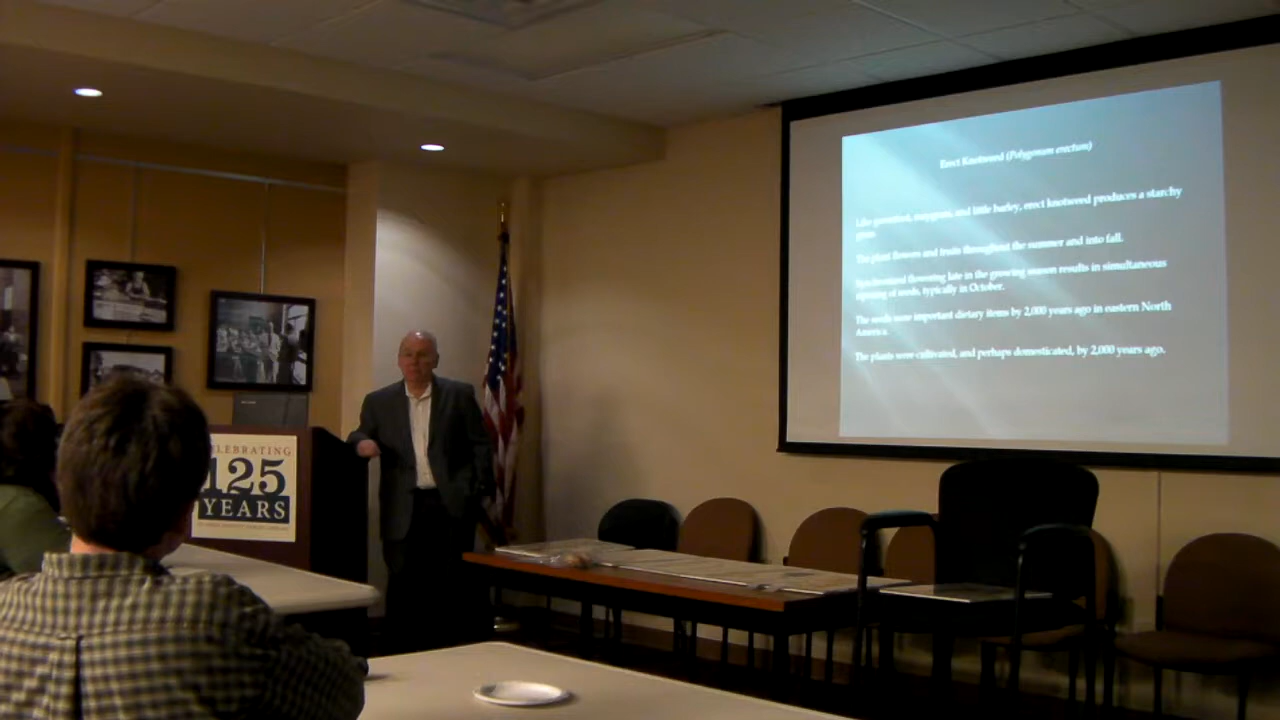 Erect Knotweed (Polygonum erectum)
Like goosefoot, maygrass, and little barley, erect knotweed produces a starchy
grain.
The plant flowers and fruits throughout the summer and into fall.
Synchronized flowering late in the growing season results in simultaneous
ripening of seeds, typically in October.
The seeds were important dietary items by 2,000 years ago in eastern North
America.
The plants were cultivated, and perhaps domesticated, by 2,000 years ago.
CELEBRATING
125
YEARS